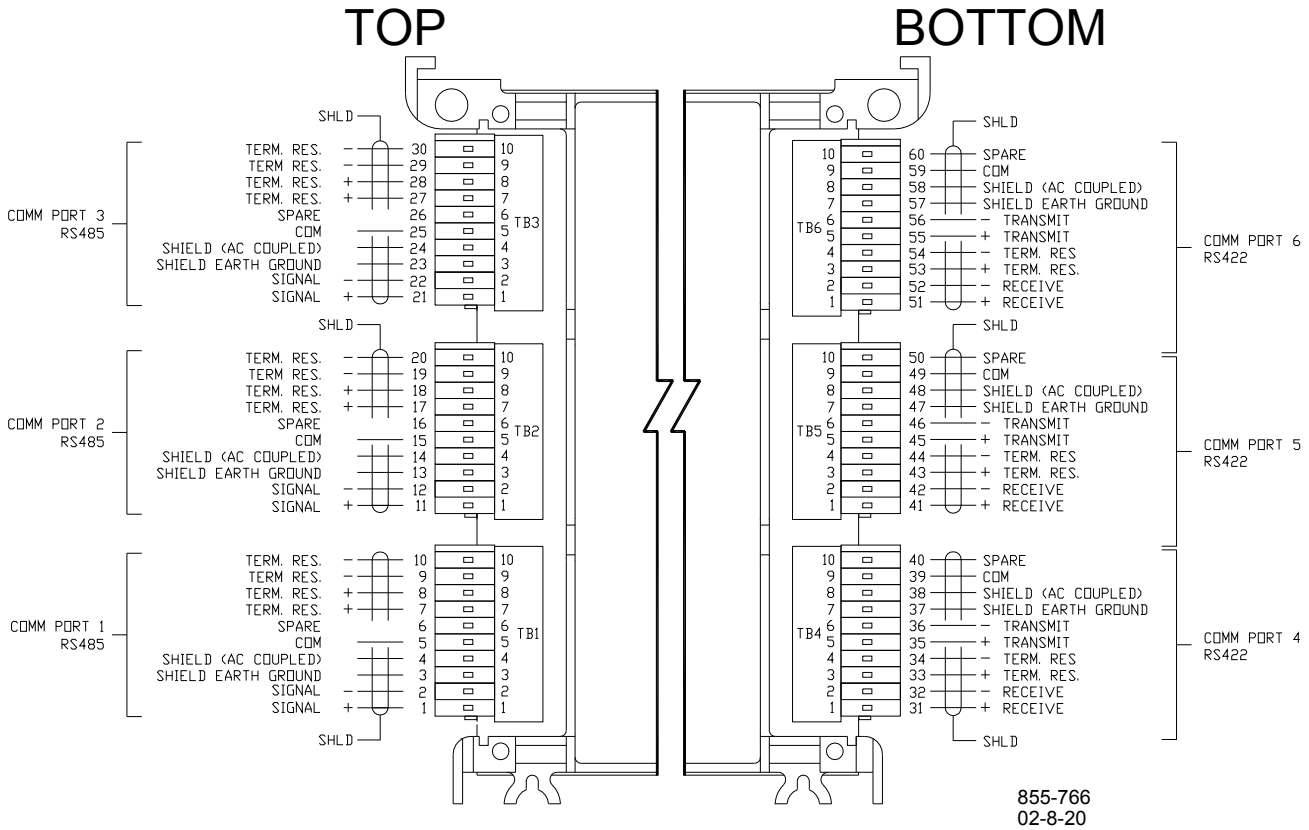 TOP
SHLD
COMM PORT 3
RS485
TERM. RES. - 30 10
TERM RES. - 29 9
TERM. RES. + 28 8
TERM. RES. + 27 7
SPARE 26 6
COM 25 5
SHIELD (AC COUPLED) 24 4
SHIELD EARTH GROUND 23 3
SIGNAL - 22 2
SIGNAL + 21 1
TB3
SHLD
COMM PORT 2
RS485
TERM. RES. - 20 10
TERM RES. - 19 9
TERM. RES. + 18 8
TERM. RES. + 17 7
SPARE 16 6
COM 15 5
SHIELD (AC COUPLED) 14 4
SHIELD EARTH GROUND 13 3
SIGNAL - 12 2
SIGNAL + 11 1
TB2
COMM PORT 1
RS485
TERM. RES. - 10 10
TERM RES. - 9 9
TERM. RES. + 8 8
TERM. RES. + 7 7
SPARE 6 6
COM 5 5
SHIELD (AC COUPLED) 4 4
SHIELD EARTH GROUND 3 3
SIGNAL - 2 2
SIGNAL + 1 1
TB1
SHLD
BOTTOM
SHLD
10 60 SPARE
9 59 COM
8 58 SHIELD (AC COUPLED)
7 57 SHIELD EARTH GROUND
6 56 - TRANSMIT
5 55 + TRANSMIT
4 54 - TERM. RES
3 53 + TERM. RES.
2 52 - RECEIVE
1 51 + RECEIVE
TB6
COMM PORT 6
RS422
SHLD
10 50 SPARE
9 49 COM
8 48 SHIELD (AC COUPLED)
7 47 SHIELD EARTH GROUND
6 46 - TRANSMIT
5 45 + TRANSMIT
4 44 - TERM. RES
3 43 + TERM. RES.
2 42 - RECEIVE
1 41 + RECEIVE
TB5
COMM PORT 5
RS422
10 40 SPARE
9 39 COM
8 38 SHIELD (AC COUPLED)
7 37 SHIELD EARTH GROUND
6 36 - TRANSMIT
5 35 + TRANSMIT
4 34 - TERM. RES
3 33 + TERM. RES.
2 32 - RECEIVE
1 31 + RECEIVE
TB4
COMM PORT 4
RS422
SHLD
855-766
02-8-20